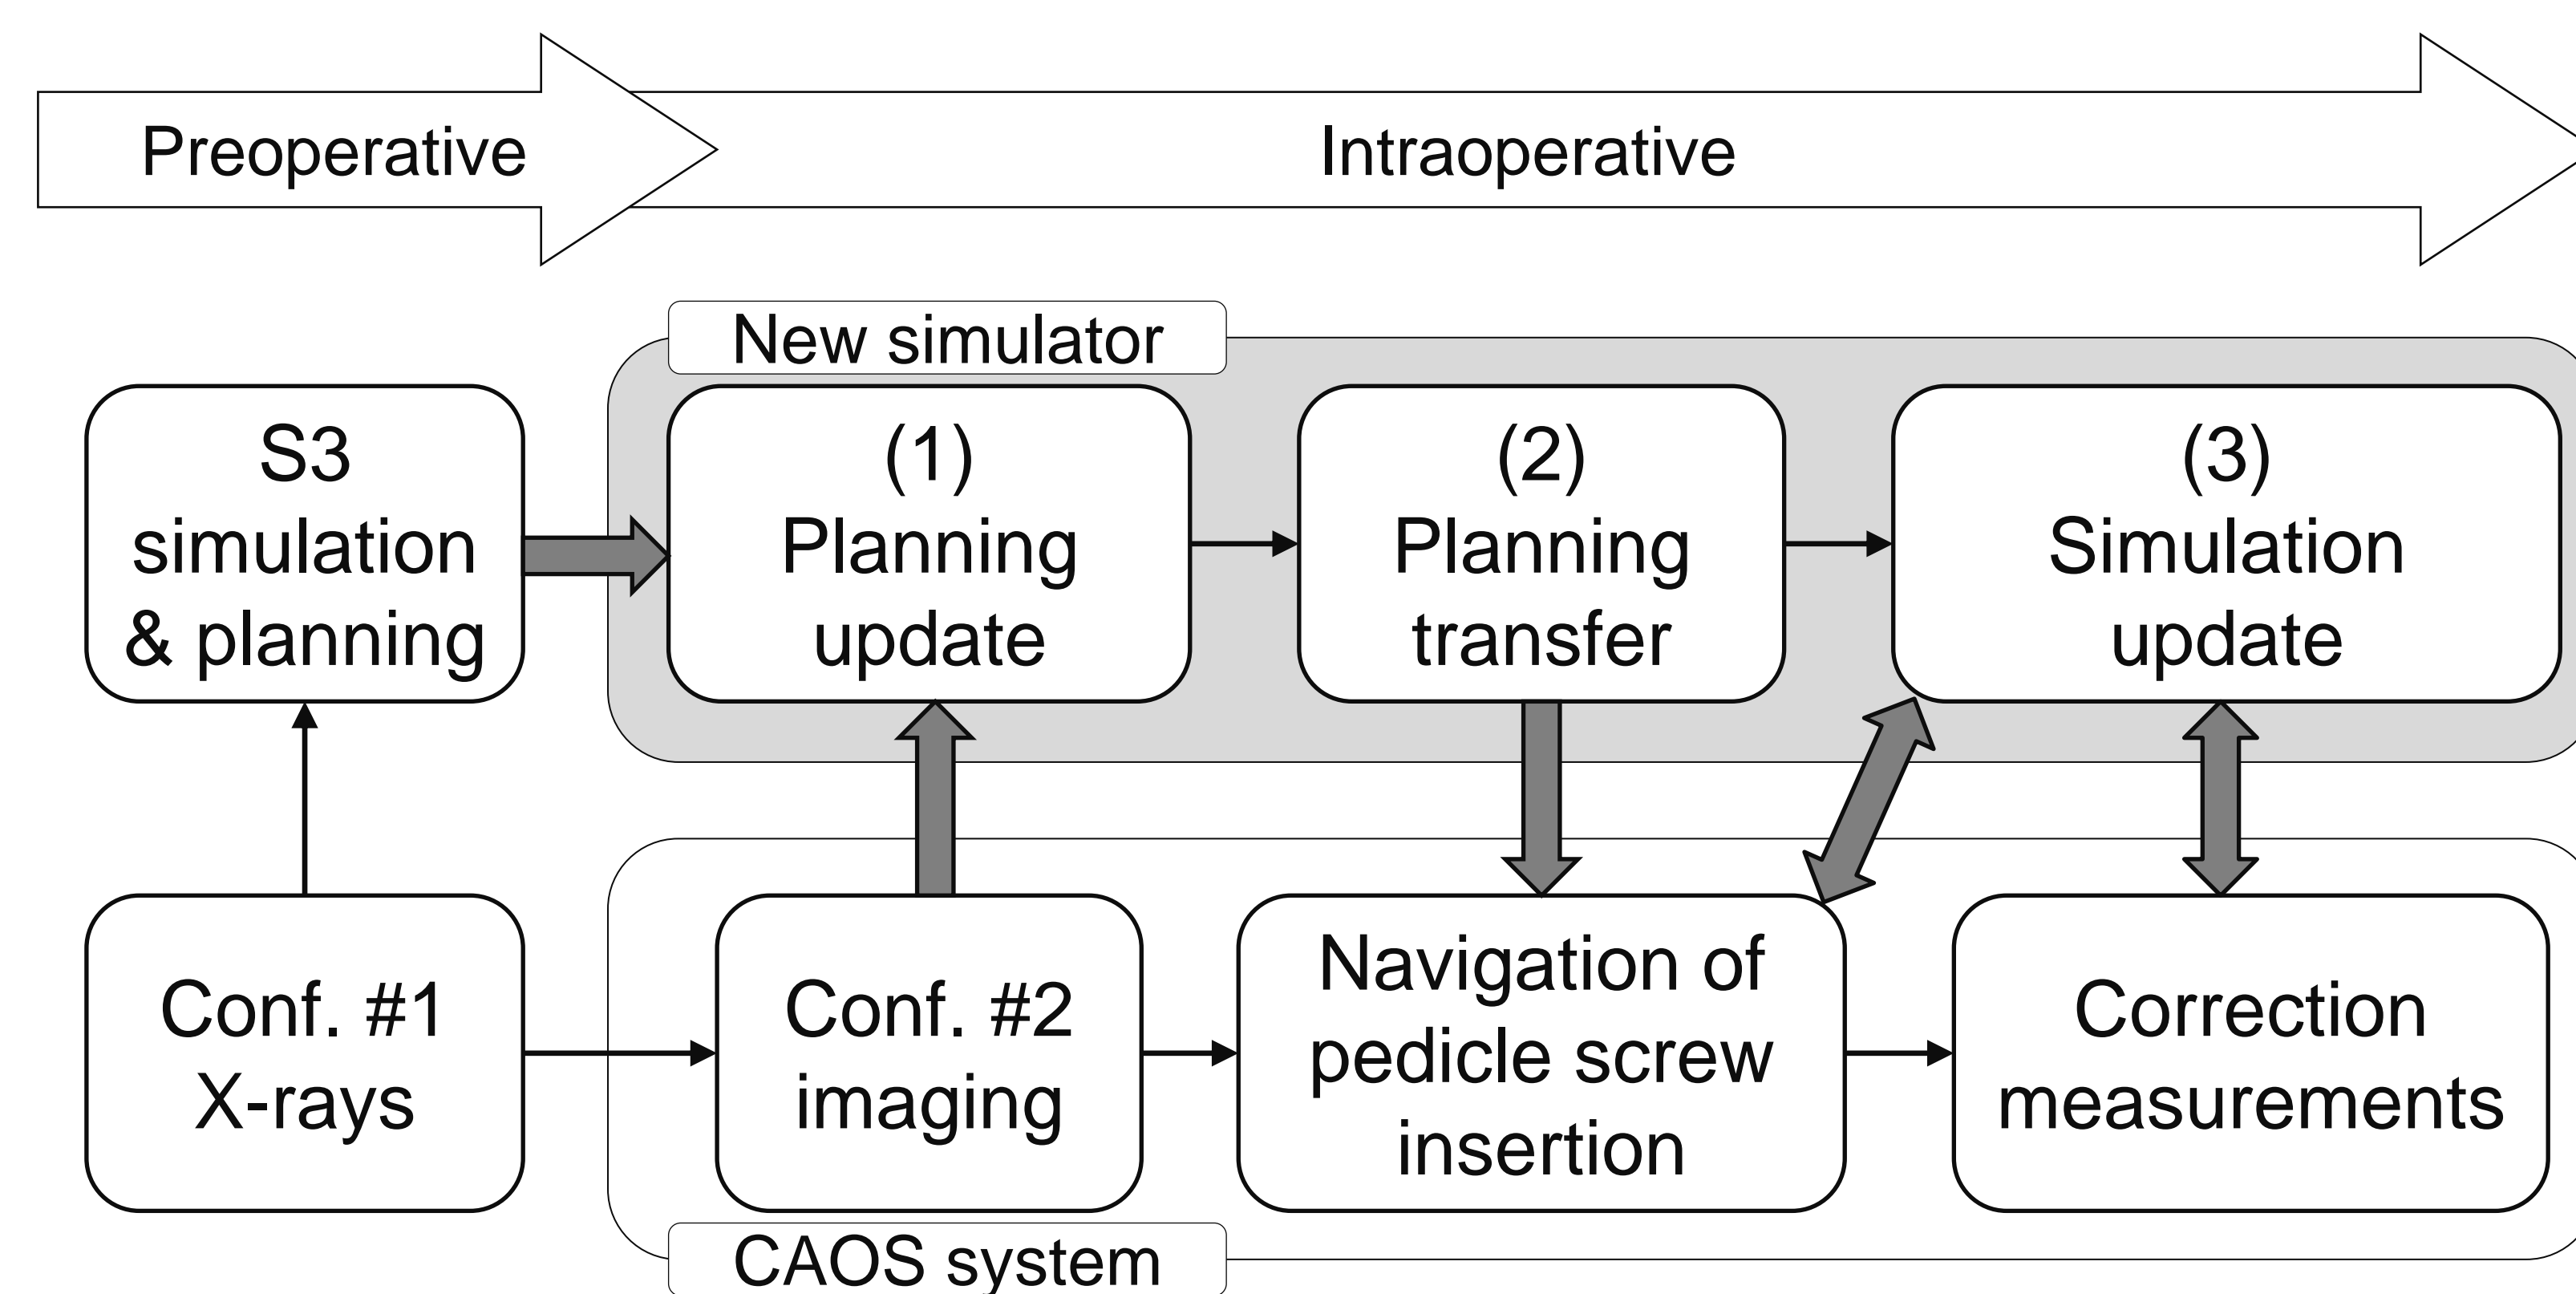 Preoperative
Intraoperative
New simulator
S3
simulation
& planning
(1)
Planning
update
(2)
Planning
transfer
(3)
Simulation
update
Conf. #1
X-rays
Conf. #2
imaging
Navigation of
pedicle screw
insertion
Correction
measurements
CAOS system